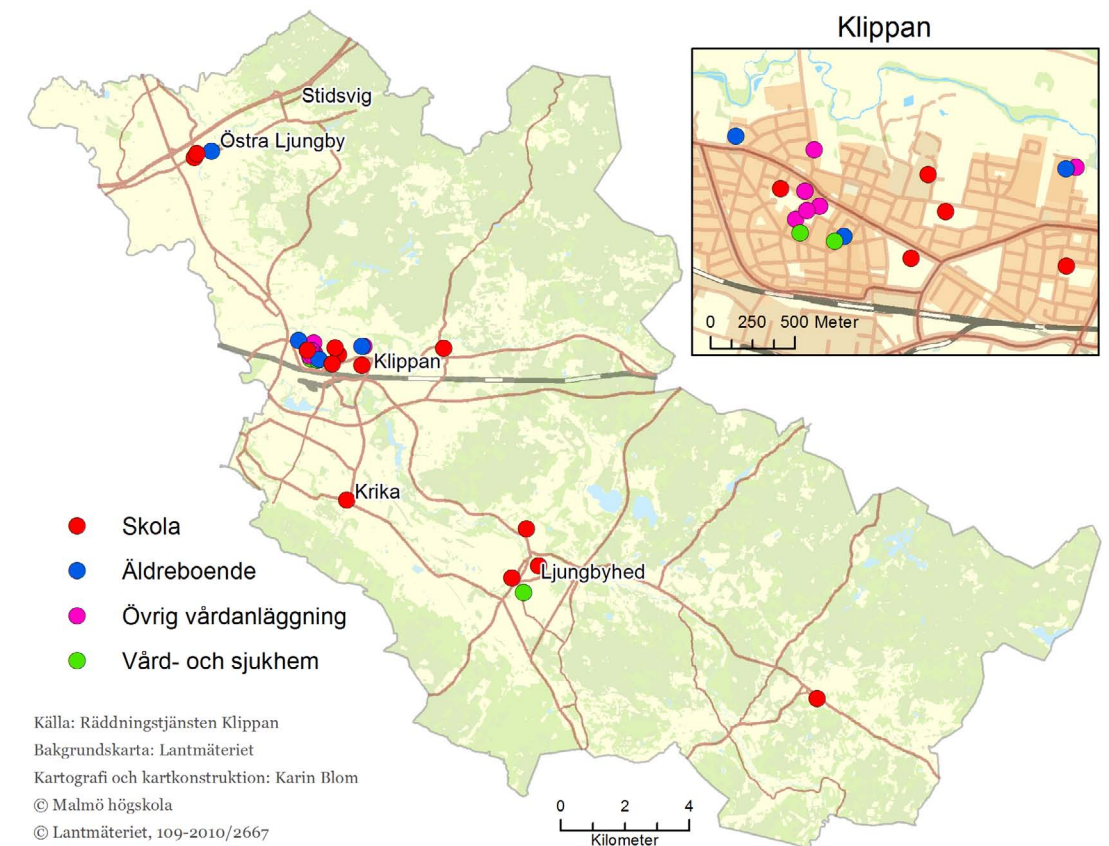 Klippan
Stidsvig
Östra Ljungby
0 250 500 Meter
Klippan
Krika
Ljungbyhed
Skola
Äldreboende
Övrig vårdanläggning
Vård- och sjukhem
Källa: Räddningstjänsten Klippan
Bakgrundskarta: Lantmäteriet
Kartografi och kartkonstruktion: Karin Blom
© Malmö högskola
© Lantmäteriet, 109-2010/2667
0 2 4
Kilometer